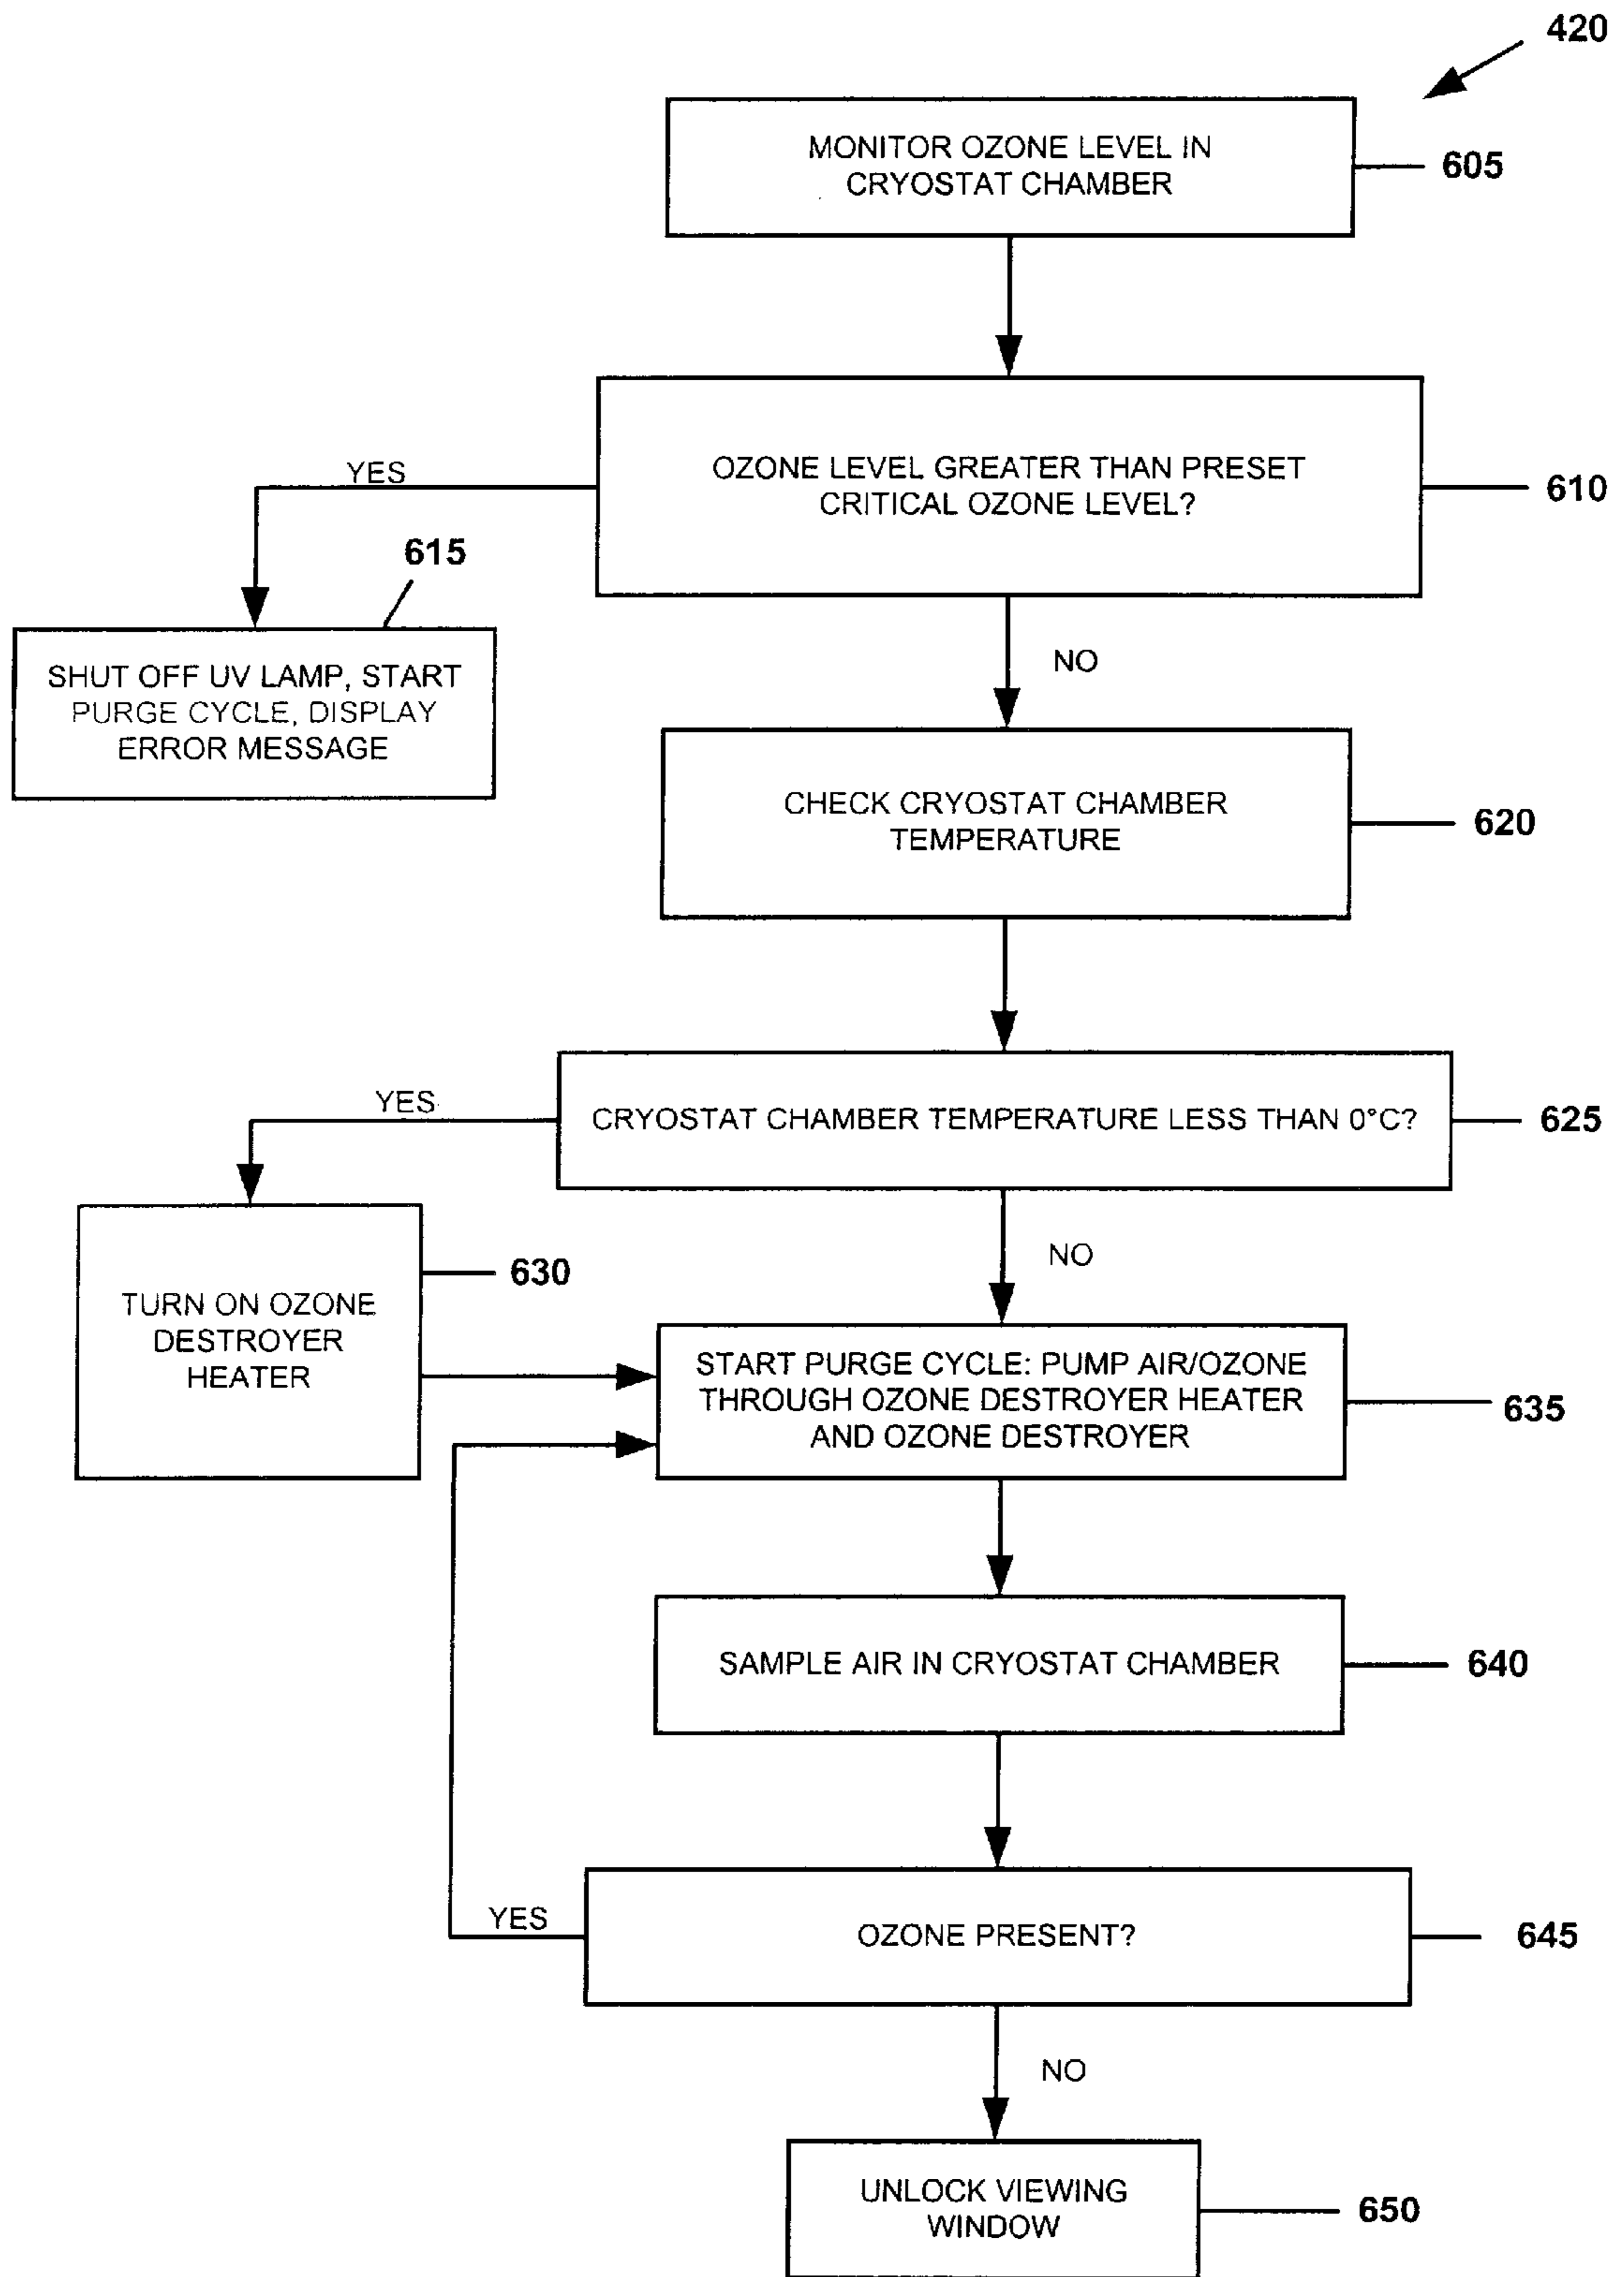 420
MONITOR OZONE LEVEL IN
CRYOSTAT CHAMBER
605
OZONE LEVEL GREATER THAN PRESET
CRITICAL OZONE LEVEL?
610
YES
615
SHUT OFF UV LAMP, START
PURGE CYCLE, DISPLAY
ERROR MESSAGE
NO
CHECK CRYOSTAT CHAMBER
TEMPERATURE
620
CRYOSTAT CHAMBER TEMPERATURE LESS THAN 0°C?
625
YES
TURN ON OZONE
DESTROYER
HEATER
630
NO
START PURGE CYCLE: PUMP AIR/OZONE
THROUGH OZONE DESTROYER HEATER
AND OZONE DESTROYER
635
SAMPLE AIR IN CRYOSTAT CHAMBER
640
OZONE PRESENT?
645
YES
NO
UNLOCK VIEWING
WINDOW
650